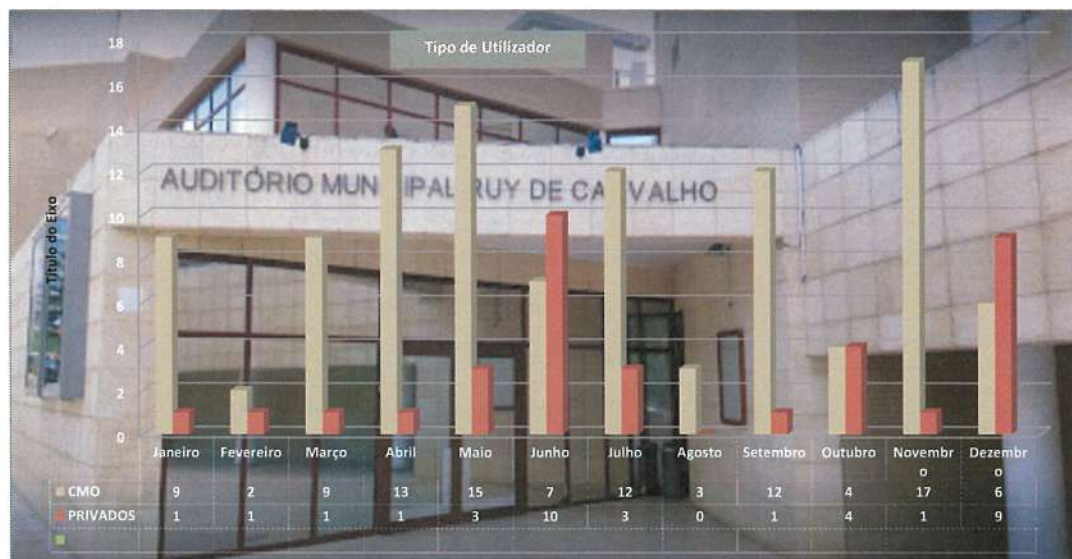 Tipo de Utilizador
18
16
14
12
10
8
6
4
2
0
Título do Eixo
AUDITÓRIO MUNICIPAL RUY DE CARVALHO
Janeiro Fevereiro Março Abril Maio Junho Julho Agosto Setembro Outubro Novembr Dezembr
o o
CMO 9 2 9 13 15 7 12 3 12 4 17 6
PRIVADOS 1 1 1 1 3 10 3 0 1 4 1 9